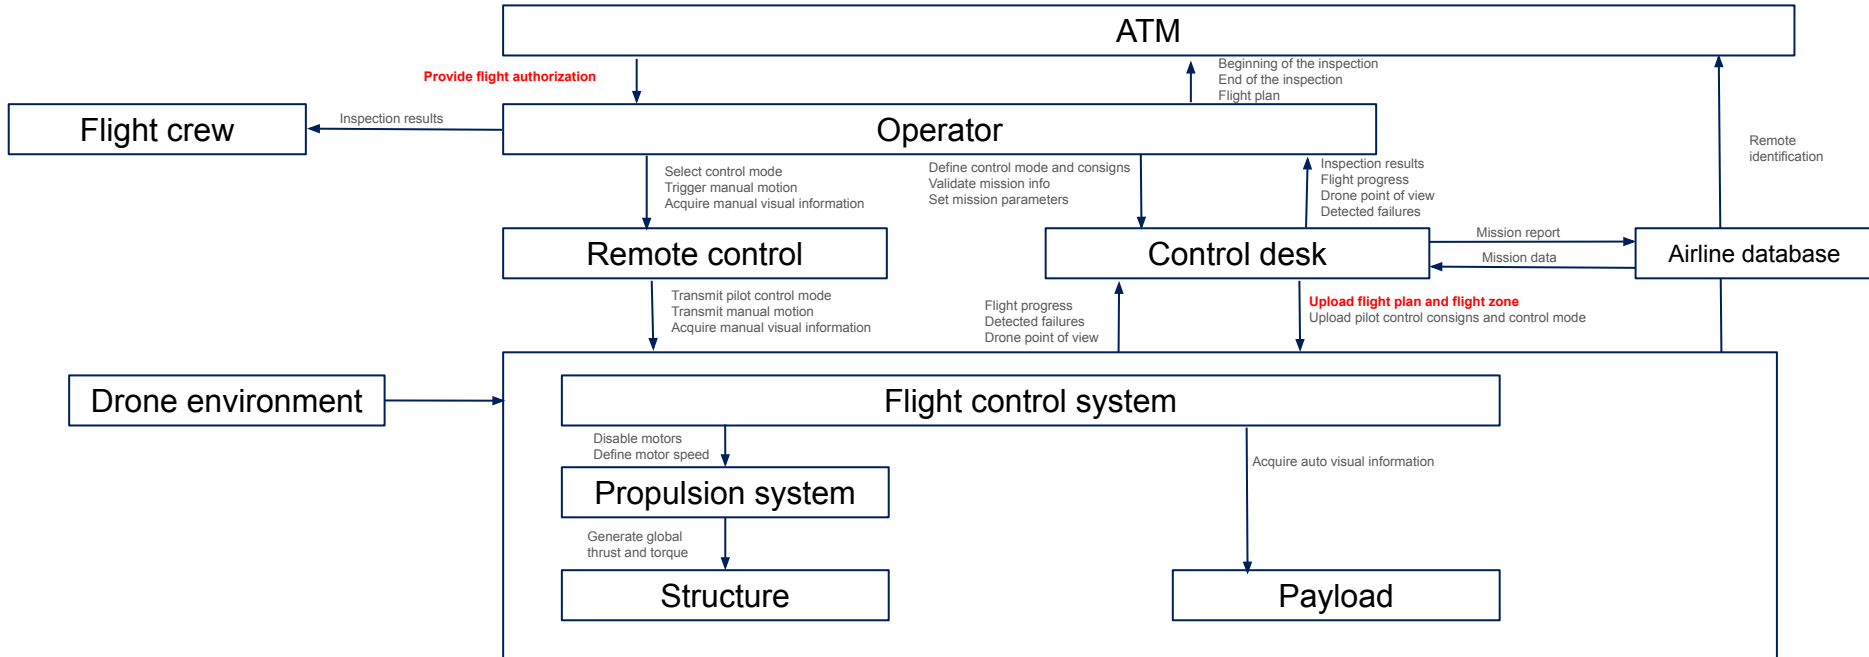 ATM
Provide flight authorization
Beginning of the inspection
End of the inspection
Flight plan
Flight crew
Inspection results
Operator
Remote
identification
Select control mode
Trigger manual motion
Acquire manual visual information
Define control mode and consigns
Validate mission info
Set mission parameters
Inspection results
Flight progress
Drone point of view
Detected failures
Remote control
Control desk
Mission report
Mission data
Airline database
Transmit pilot control mode
Transmit manual motion
Acquire manual visual information
Flight progress
Detected failures
Drone point of view
Upload flight plan and flight zone
Upload pilot control consigns and control mode
Drone environment
Flight control system
Disable motors
Define motor speed
Acquire auto visual information
Propulsion system
Generate global
thrust and torque
Structure
Payload